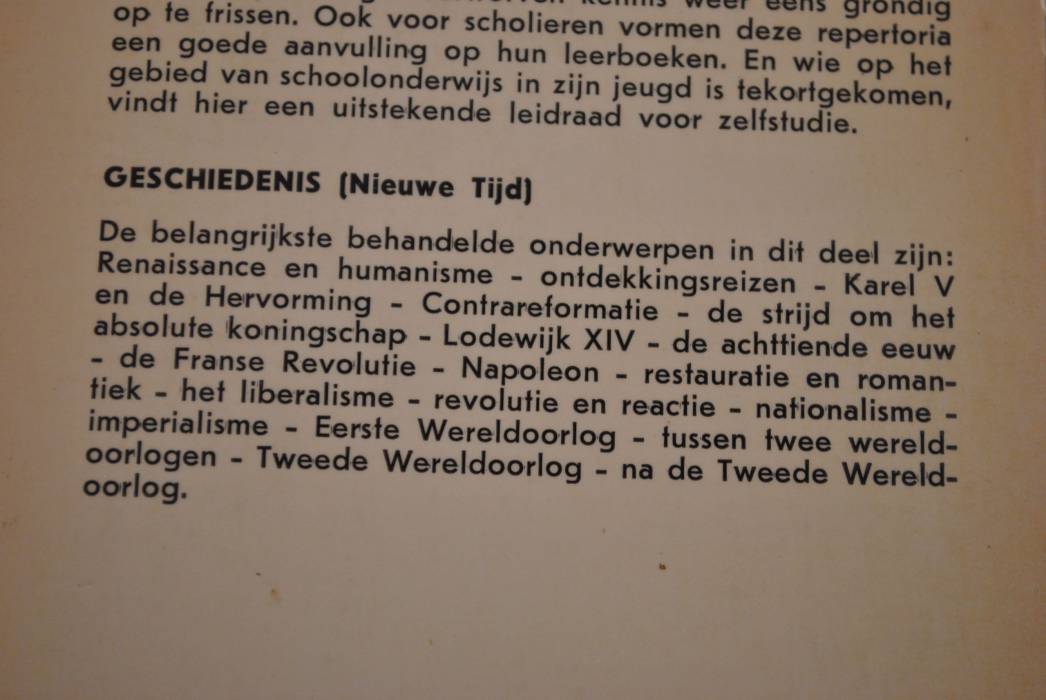 kennis weer eens grondig
op te frissen. Ook voor scholieren vormen deze repertoria
een goede aanvulling op hun leerboeken. En wie op het
gebied van schoolonderwijs in zijn jeugd is tekortgekomen,
vindt hier een uitstekende leidraad voor zelfstudie.
GESCHIEDENIS (Nieuwe Tijd)
De belangrijkste behandelde onderwerpen in dit deel zijn:
Renaissance en humanisme - ontdekkingsreizen - Karel V
en de Hervorming - Contrareformatie - de strijd om het
absolute koningschap - Lodewijk XIV - de achttiende eeuw
- de Franse Revolutie - Napoleon - restauratie en roman-
tiek - het liberalisme - revolutie en reactie - nationalisme -
imperialisme - Eerste Wereldoorlog - tussen twee wereld-
oorlogen - Tweede Wereldoorlog - na de Tweede Wereld-
oorlog.